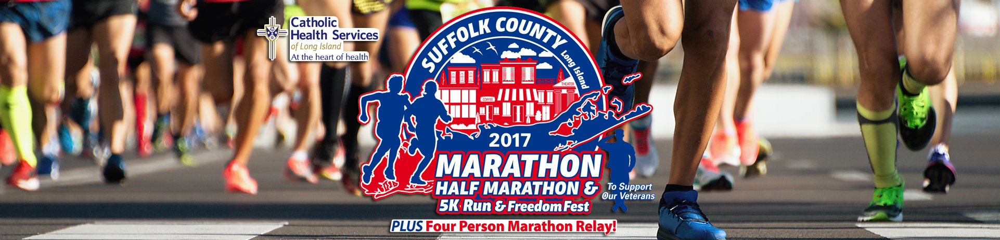 Catholic
Health Services
of Long Island
At the heart of health
SUFFOLK COUNTY
Long Island
THEATER
COFFEE
2017
MARATHON
HALF MARATHON &
5K Run & Freedom Fest
To Support
Our Veterans
PLUS Four Person Marathon Relay!